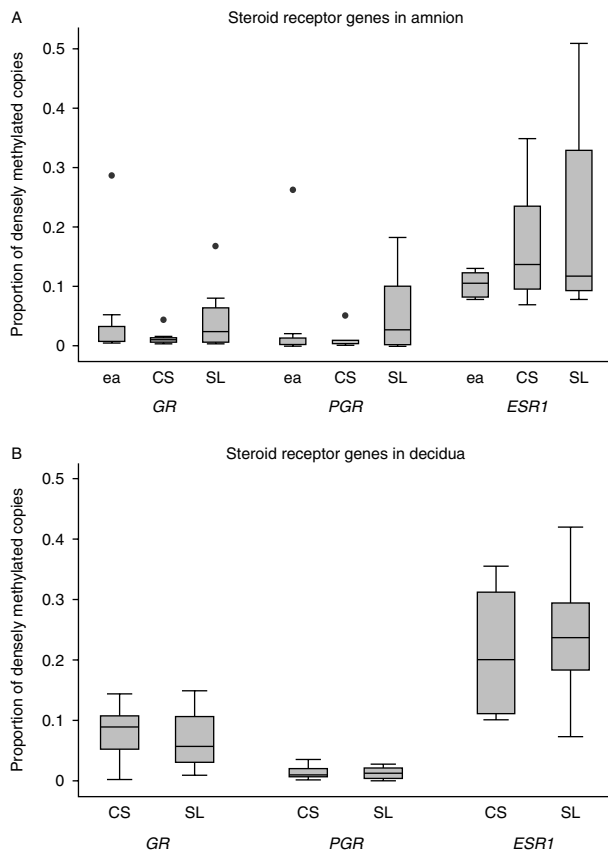 A
Steroid receptor genes in amnion
Proportion of densely methylated copies
0.5
0.4
0.3
0.2
0.1
0
ea CS SL ea CS SL ea CS SL
GR PGR ESR1
B
Steroid receptor genes in decidua
Proportion of densely methylated copies
0.5
0.4
0.3
0.2
0.1
0
CS SL CS SL CS SL
GR PGR ESR1